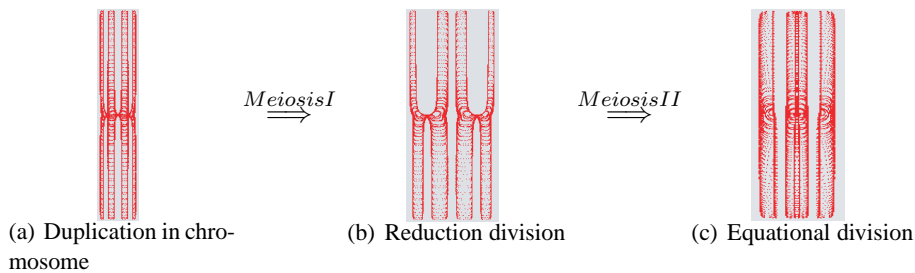 MeiosisI
⟹
MeiosisII
⟹
(a) Duplication in chro-
mosome
(b) Reduction division
(c) Equational division